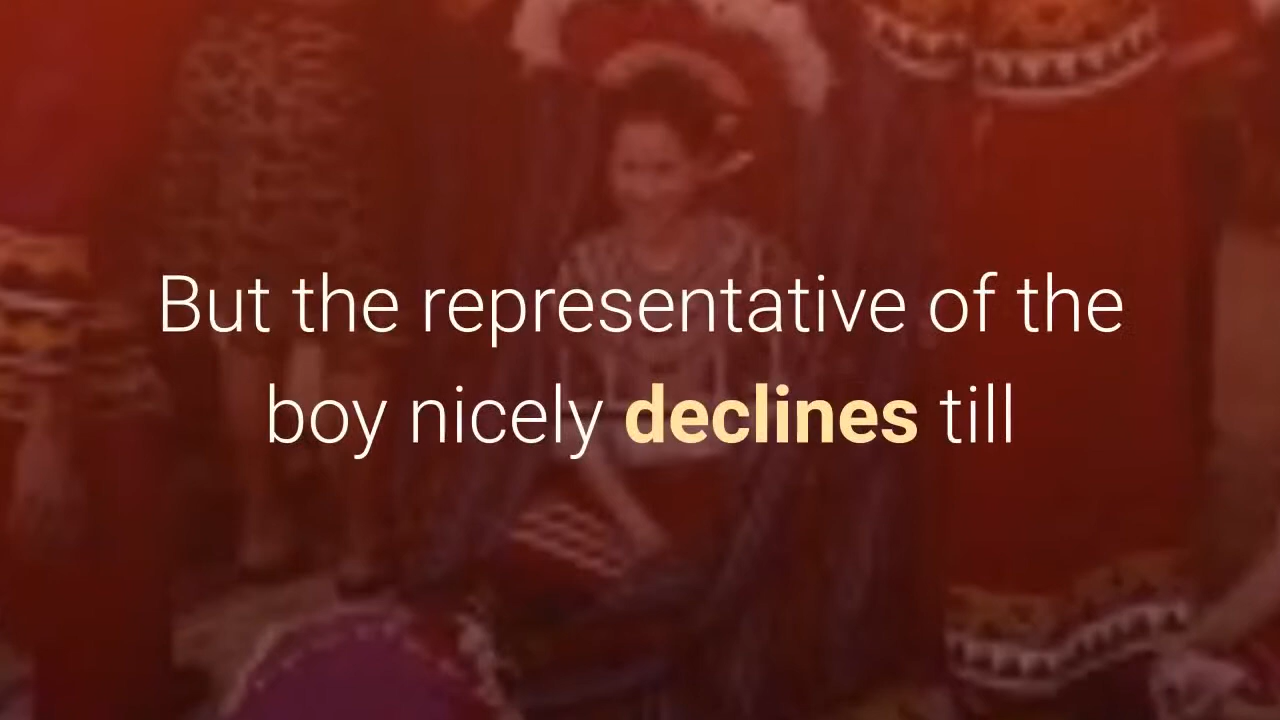 But the representative of the
boy nicely declines till